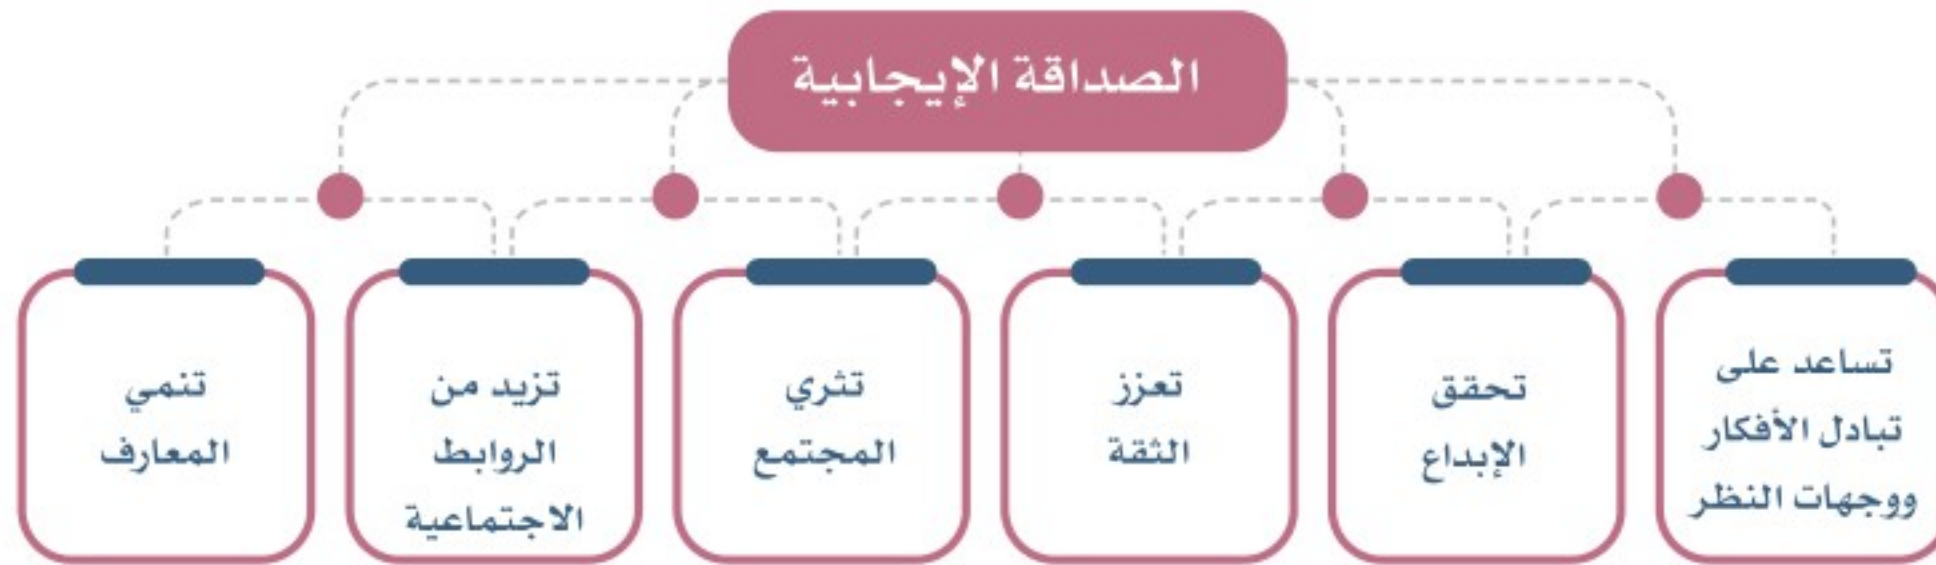 الصداقة الإيجابية
تساعد على
تبادل الأفكار
ووجهات النظر
تحقق
الإبداع
تعزز
الثقة
تثري
المجتمع
تزيد من
الروابط
الاجتماعية
تنمي
المعارف